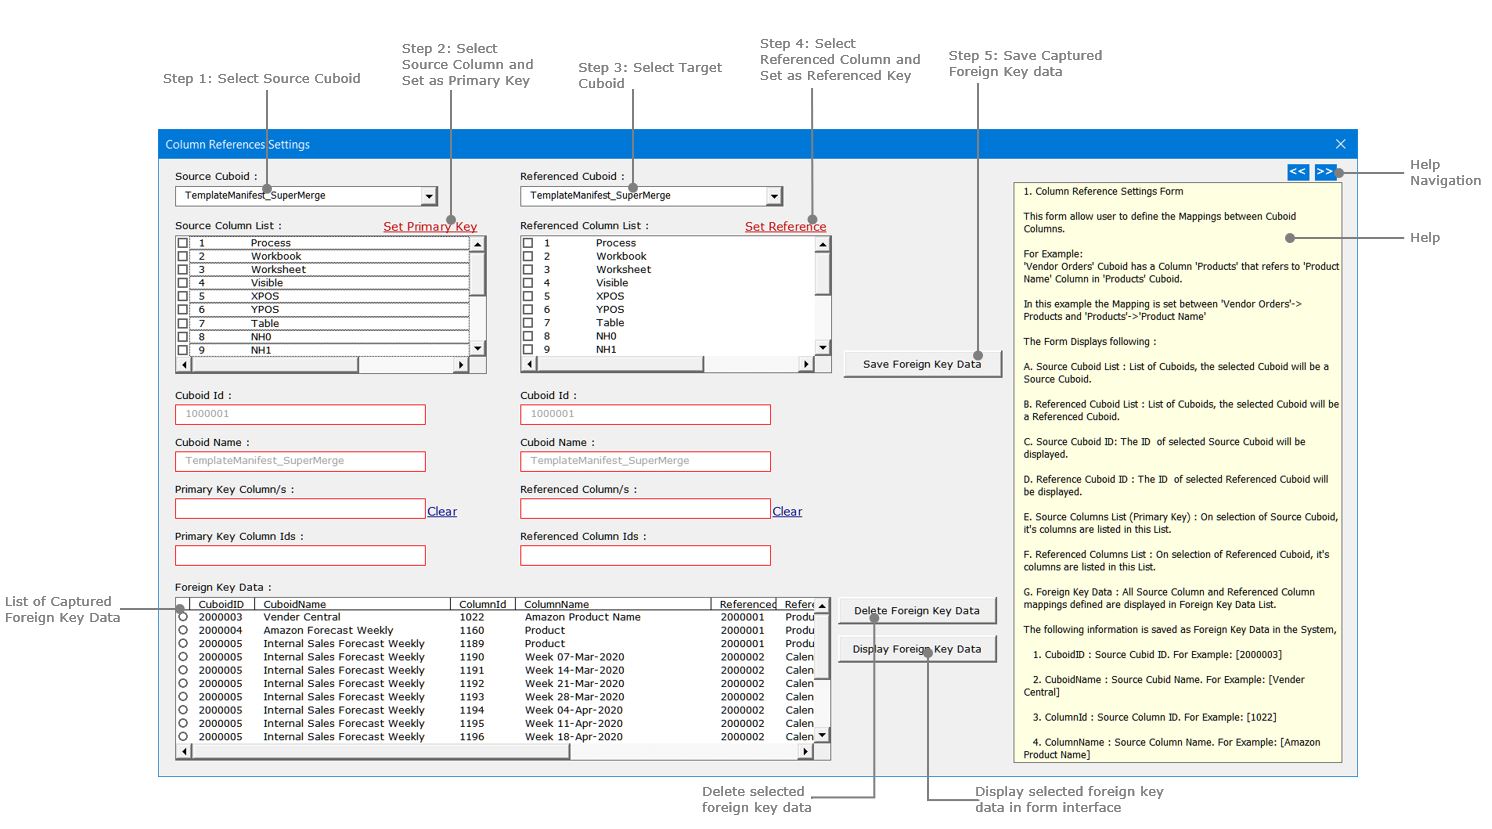 Step 1: Select Source Cuboid
Step 2: Select
Source Column and
Set as Primary Key
Step 3: Select Target
Cuboid
Step 4: Select
Referenced Column and
Set as Referenced Key
Step 5: Save Captured
Foreign Key data
Column References Settings
Source Cuboid :
TemplateManifest_SuperMerge
Source Column List :
Set Primary Key
1 Process
2 Workbook
3 Worksheet
4 Visible
5 XPOS
6 YPOS
7 Table
8 NH0
9 NH1
Referenced Cuboid :
TemplateManifest_SuperMerge
Referenced Column List :
Set Reference
1 Process
2 Workbook
3 Worksheet
4 Visible
5 XPOS
6 YPOS
7 Table
8 NH0
9 NH1
Save Foreign Key Data
Cuboid Id :
1000001
Cuboid Name :
TemplateManifest_SuperMerge
Primary Key Column/s :
Clear
Primary Key Column Ids :
Cuboid Id :
1000001
Cuboid Name :
TemplateManifest_SuperMerge
Referenced Column/s :
Clear
Referenced Column Ids :
Foreign Key Data :
CuboidID CuboidName ColumnId ColumnName Referenced Refere
2000003 Vender Central 1022 Amazon Product Name 2000001 Produ
2000004 Amazon Forecast Weekly 1160 Product 2000001 Produ
2000005 Internal Sales Forecast Weekly 1189 Product 2000001 Produ
2000005 Internal Sales Forecast Weekly 1190 Week 07-Mar-2020 2000002 Calen
2000005 Internal Sales Forecast Weekly 1191 Week 14-Mar-2020 2000002 Calen
2000005 Internal Sales Forecast Weekly 1192 Week 21-Mar-2020 2000002 Calen
2000005 Internal Sales Forecast Weekly 1193 Week 28-Mar-2020 2000002 Calen
2000005 Internal Sales Forecast Weekly 1194 Week 04-Apr-2020 2000002 Calen
2000005 Internal Sales Forecast Weekly 1195 Week 11-Apr-2020 2000002 Calen
2000005 Internal Sales Forecast Weekly 1196 Week 18-Apr-2020 2000002 Calen
Delete Foreign Key Data
Display Foreign Key Data
<< >>
1. Column Reference Settings Form
This form allow user to define the Mappings between Cuboid
Columns.
For Example:
'Vendor Orders' Cuboid has a Column 'Products' that refers to 'Product
Name' Column in 'Products' Cuboid.
In this example the Mapping is set between 'Vendor Orders'->
Products and 'Products'->'Product Name'
The Form Displays following :
A. Source Cuboid List : List of Cuboids, the selected Cuboid will be a
Source Cuboid.
B. Referenced Cuboid List : List of Cuboids, the selected Cuboid will be
a Referenced Cuboid.
C. Source Cuboid ID: The ID of selected Source Cuboid will be
displayed.
D. Reference Cuboid ID : The ID of selected Referenced Cuboid will
be displayed.
E. Source Columns List (Primary Key) : On selection of Source Cuboid,
it's columns are listed in this List.
F. Referenced Columns List : On selection of Referenced Cuboid, it's
columns are listed in this List.
G. Foreign Key Data : All Source Column and Referenced Column
mappings defined are displayed in Foreign Key Data List.
The following information is saved as Foreign Key Data in the System,
1. CuboidID : Source Cubid ID. For Example: [2000003]
2. CuboidName : Source Cubid Name. For Example: [Vender
Central]
3. ColumnId : Source Column ID. For Example: [1022]
4. ColumnName : Source Column Name. For Example: [Amazon
Product Name]
Help
Navigation
Help
List of Captured
Foreign Key Data
Delete selected
foreign key data
Display selected foreign key
data in form interface